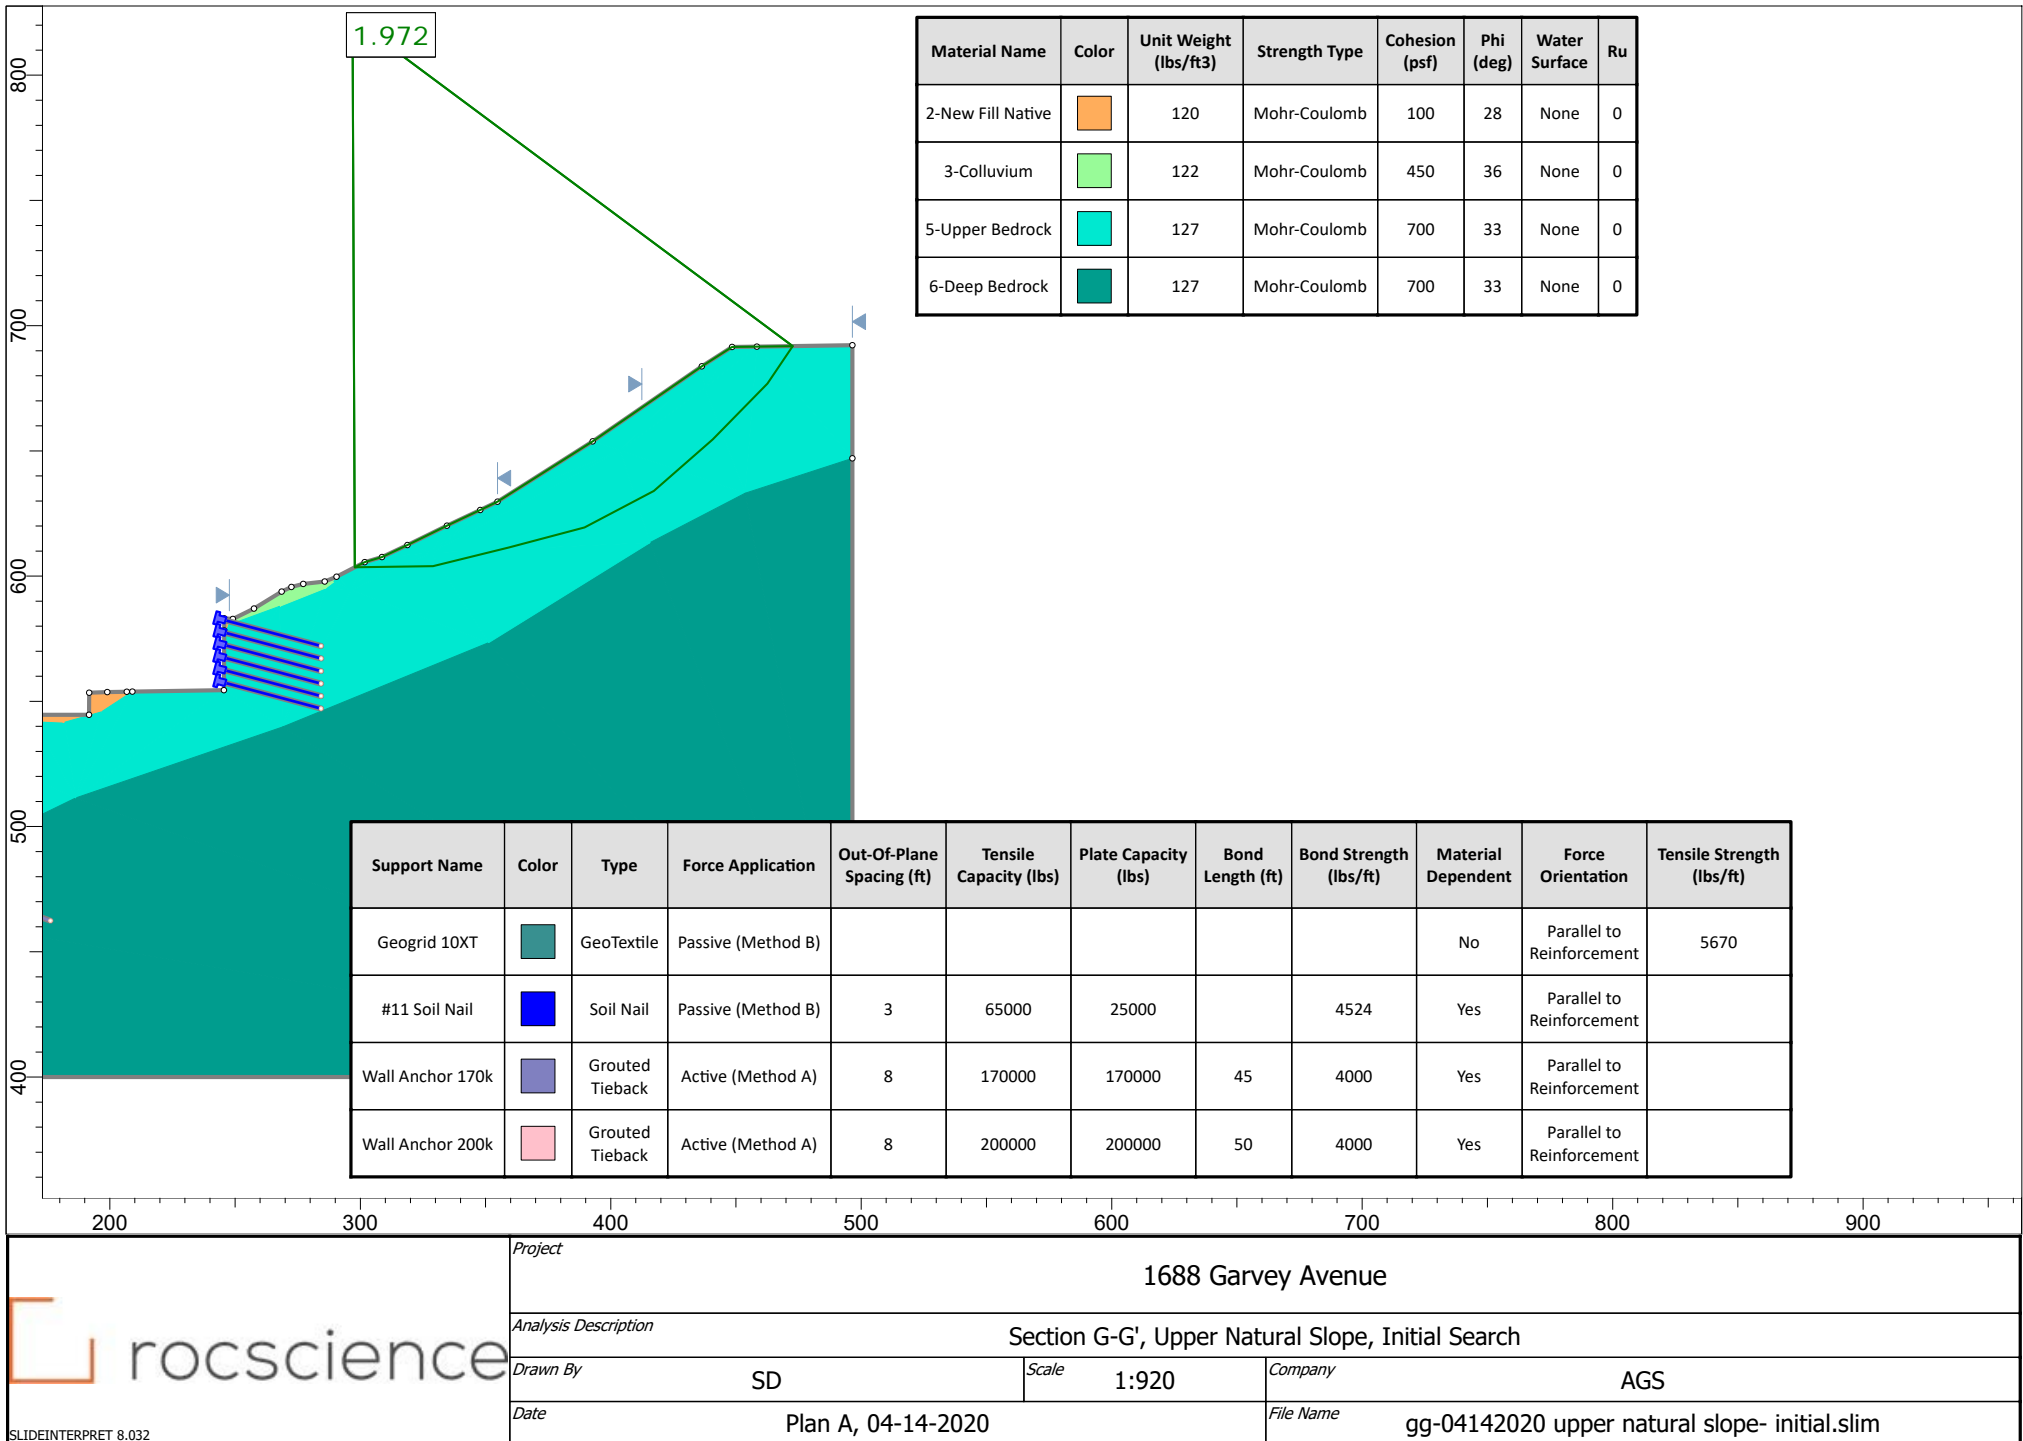 1.972
800
700
600
500
400
Material Name Color Unit Weight (lbs/ft3) Strength Type Cohesion (psf) Phi (deg) Water Surface Ru
2-New Fill Native 120 Mohr-Coulomb 100 28 None 0
3-Colluvium 122 Mohr-Coulomb 450 36 None 0
5-Upper Bedrock 127 Mohr-Coulomb 700 33 None 0
6-Deep Bedrock 127 Mohr-Coulomb 700 33 None 0
Support Name Color Type Force Application Out-Of-Plane Spacing (ft) Tensile Capacity (lbs) Plate Capacity (lbs) Bond Length (ft) Bond Strength (lbs/ft) Material Dependent Force Orientation Tensile Strength (lbs/ft)
Geogrid 10XT GeoTextile Passive (Method B) No Parallel to Reinforcement 5670
#11 Soil Nail Soil Nail Passive (Method B) 3 65000 25000 4524 Yes Parallel to Reinforcement
Wall Anchor 170k Grouted Tieback Active (Method A) 8 170000 170000 45 4000 Yes Parallel to Reinforcement
Wall Anchor 200k Grouted Tieback Active (Method A) 8 200000 200000 50 4000 Yes Parallel to Reinforcement
200 300 400 500 600 700 800 900
rocscience
SLIDEINTERPRET 8.032
Project
1688 Garvey Avenue
Analysis Description
Section G-G', Upper Natural Slope, Initial Search
Drawn By SD Scale 1:920 Company AGS
Date Plan A, 04-14-2020 File Name gg-04142020 upper natural slope- initial.slim